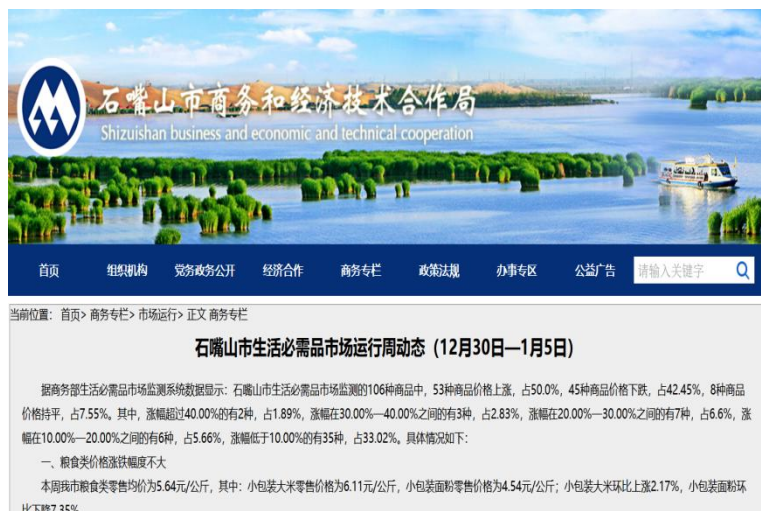 石嘴山市商务和经济技术合作局
Shizuishan business and economic and technical cooperation
首页 组织机构 党务政务公开 经济合作 商务专栏 政策法规 办事专区 公益广告 请输入关键字
当前位置： 首页> 商务专栏> 市场运行> 正文 商务专栏
石嘴山市生活必需品市场运行周动态（12月30日—1月5日）
据商务部生活必需品市场监测系统数据显示：石嘴山市生活必需品市场监测的106种商品中，53种商品价格上涨，占50.0%，45种商品价格下跌，占42.45%，8种商品
价格持平，占7.55%。其中，涨幅超过40.00%的有2种，占1.89%，涨幅在30.00%—40.00%之间的有3种，占2.83%，涨幅在20.00%—30.00%之间的有7种，占6.6%，涨
幅在10.00%—20.00%之间的有6种，占5.66%，涨幅低于10.00%的有35种，占33.02%。具体情况如下：
一、粮食类价格涨铁幅度不大
本周我市粮食类零售均价为5.64元/公斤，其中：小包装大米零售价格为6.11元/公斤，小包装面粉零售价格为4.54元/公斤；小包装大米环比上涨2.17%，小包装面粉环
比下降7.35%